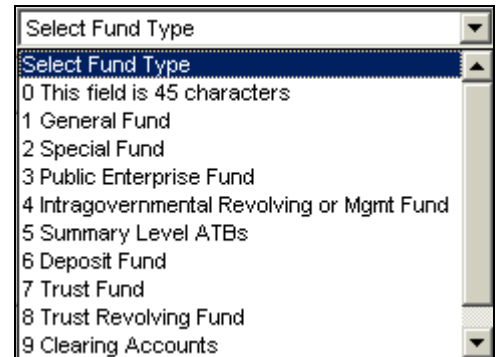 Select Fund Type
Select Fund Type
0 This field is 45 characters
1 General Fund
2 Special Fund
3 Public Enterprise Fund
4 Intragovernmental Revolving or Mgmt Fund
5 Summary Level ATBs
6 Deposit Fund
7 Trust Fund
8 Trust Revolving Fund
9 Clearing Accounts